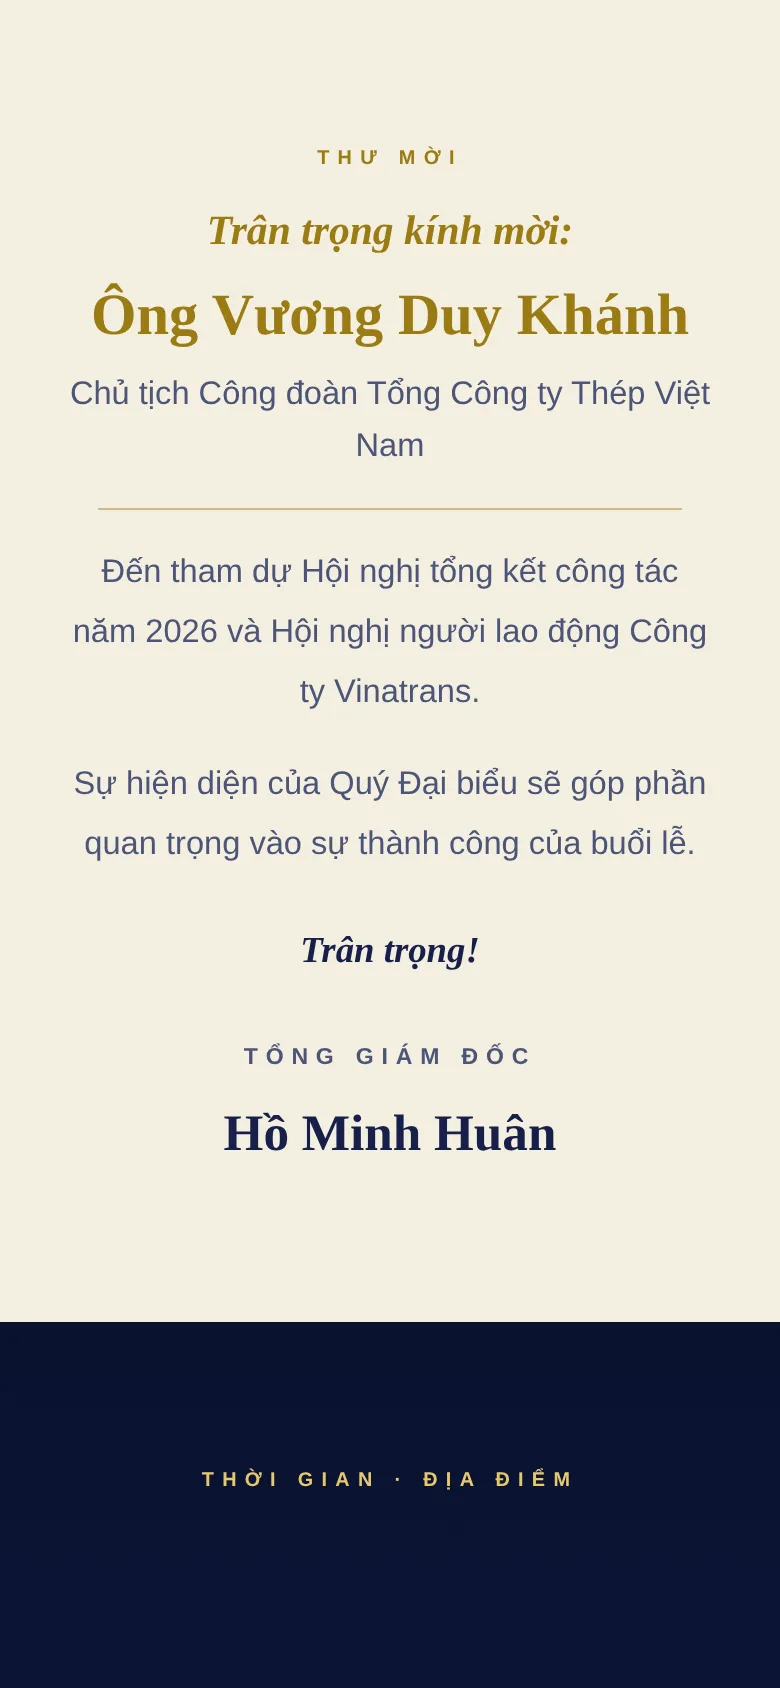 THƯ MỜI
Trân trọng kính mời:
Ông Vương Duy Khánh
Chủ tịch Công đoàn Tổng Công ty Thép Việt
Nam
Đến tham dự Hội nghị tổng kết công tác
năm 2026 và Hội nghị người lao động Công
ty Vinatrans.
Sự hiện diện của Quý Đại biểu sẽ góp phần
quan trọng vào sự thành công của buổi lễ.
Trân trọng!
TỔNG GIÁM ĐỐC
Hồ Minh Huân
THỜI GIAN · ĐỊA ĐIỂM